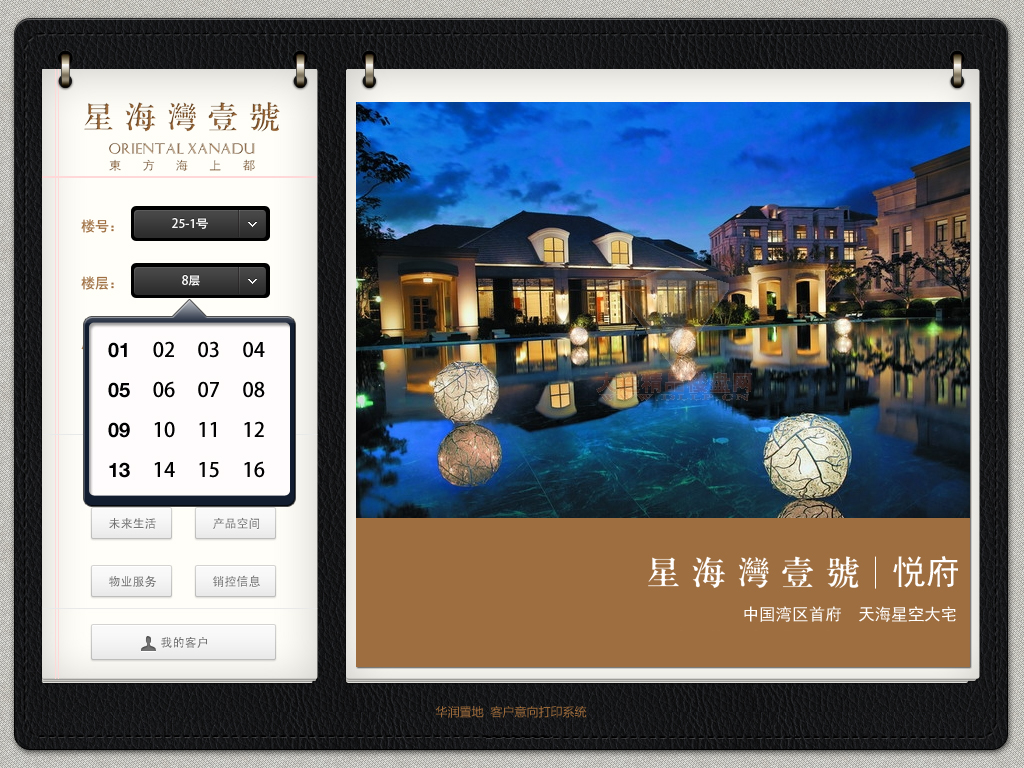 星海灣壹號
ORIENTAL XANADU
東方海上都
楼号： 25-1号
楼层： 8层
01 02 03 04
05 06 07 08
09 10 11 12
13 14 15 16
未来生活 产品空间
物业服务 销控信息
我的客户
星海灣壹號 | 悦府
中国湾区首府 天海星空大宅
华润置地 客户意向打印系统